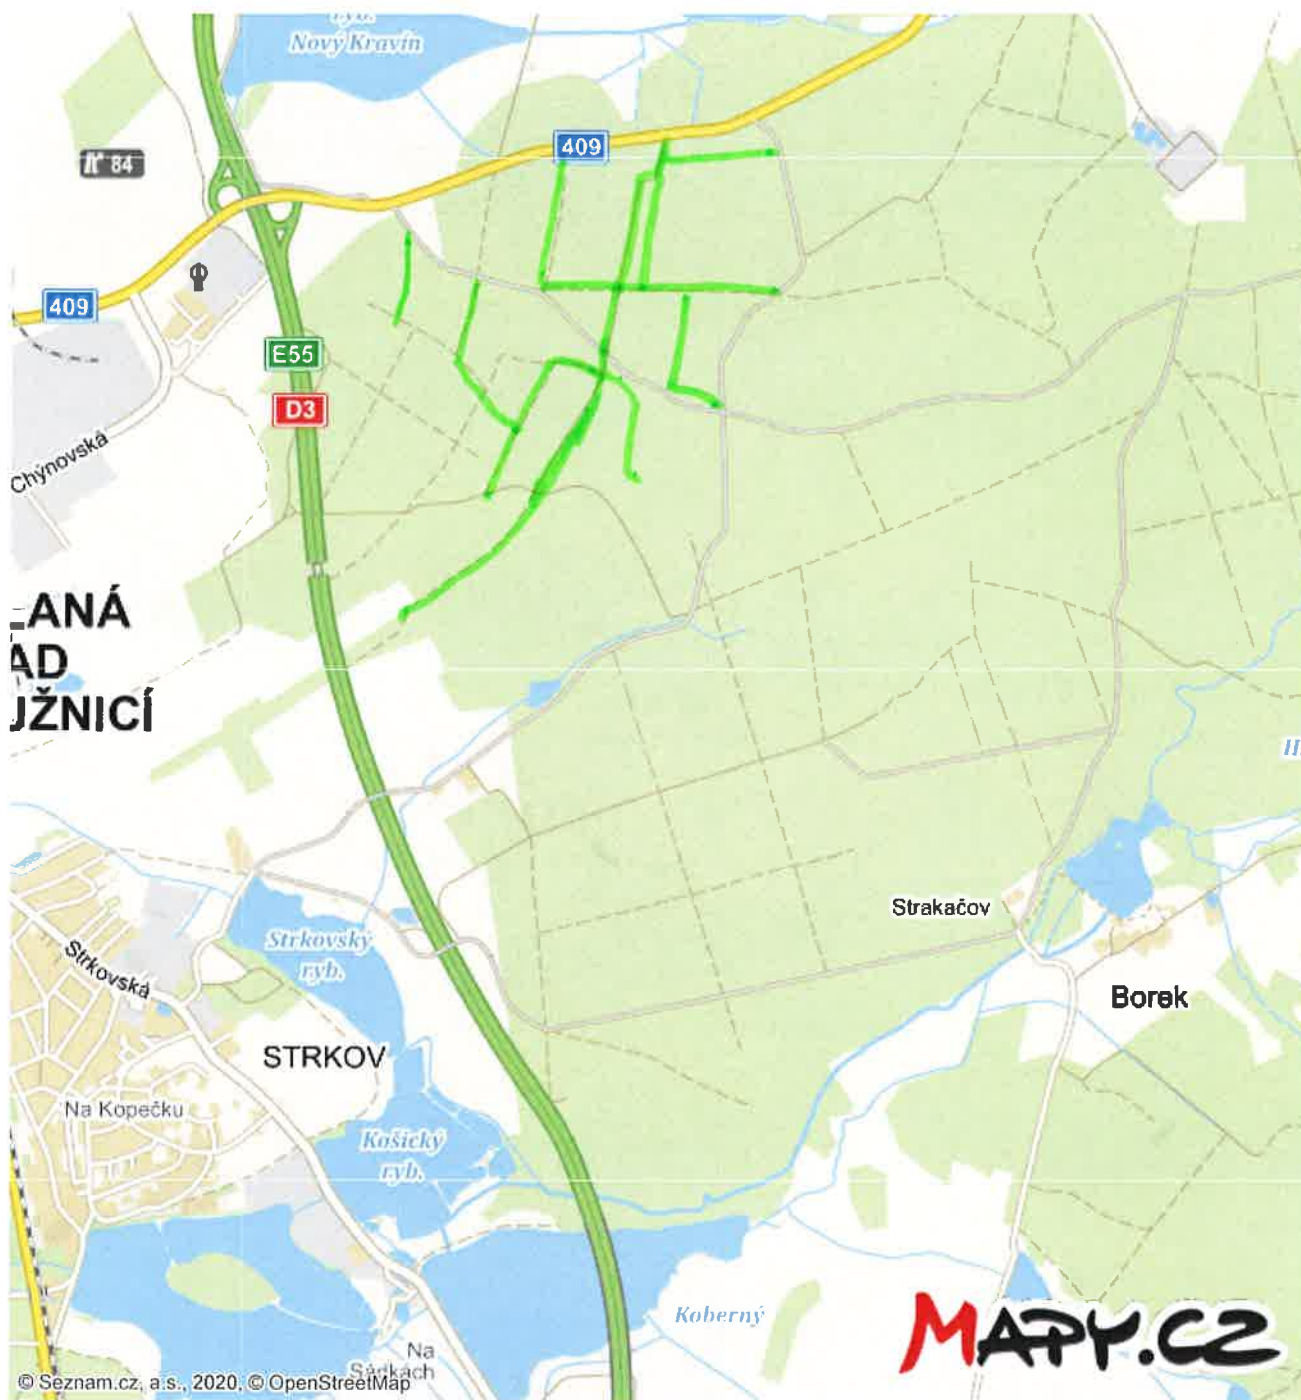 ryb.
Nový Kravín
84
409
409
E55
D3
Chýnovská
ANÁ
AD
UŽNICÍ
H
Strakačov
Strkovský
ryb.
Strkovská
Borek
STRKOV
Na Kopečku
Košický
ryb.
Koberný
MAPY.CZ
Na
Sádkách
© Seznam.cz, a.s., 2020, © OpenStreetMap